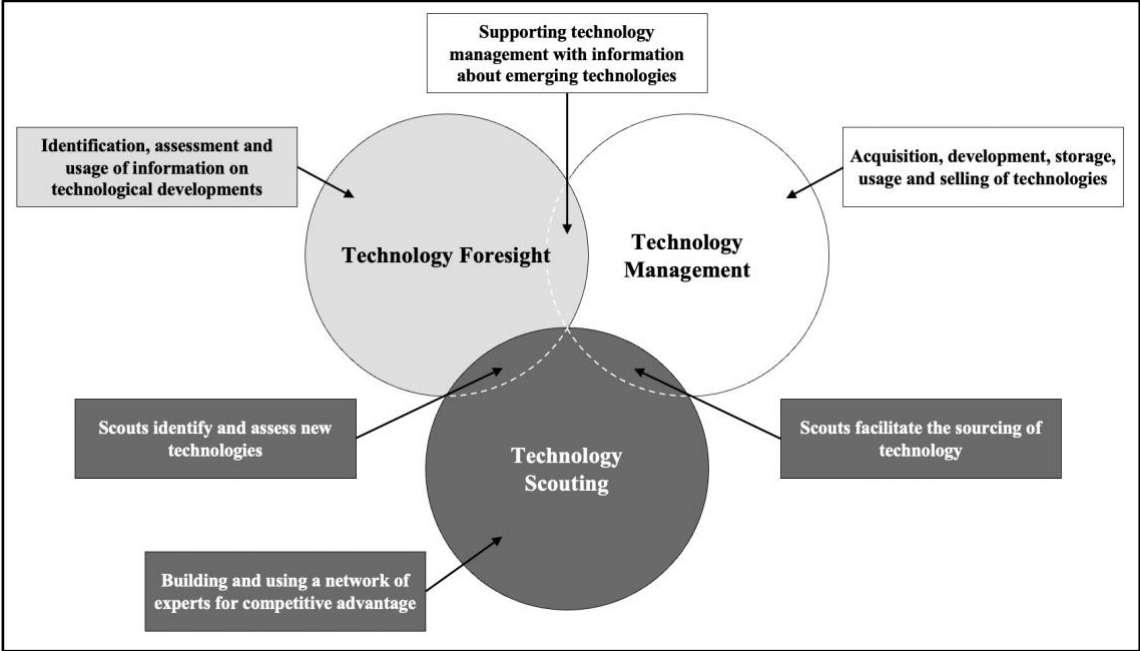 Supporting technology
management with information
about emerging technologies
Identification, assessment and
usage of information on
technological developments
Acquisition, development, storage,
usage and selling of technologies
Technology Foresight
Technology
Management
Scouts identify and assess new
technologies
Scouts facilitate the sourcing of
technology
Technology
Scouting
Building and using a network of
experts for competitive advantage